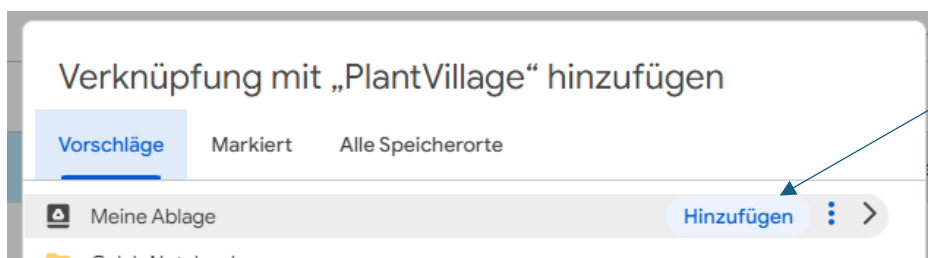 Verknüpfung mit „PlantVillage“ hinzufügen
Vorschläge Markiert Alle Speicherorte
Meine Ablage Hinzufügen